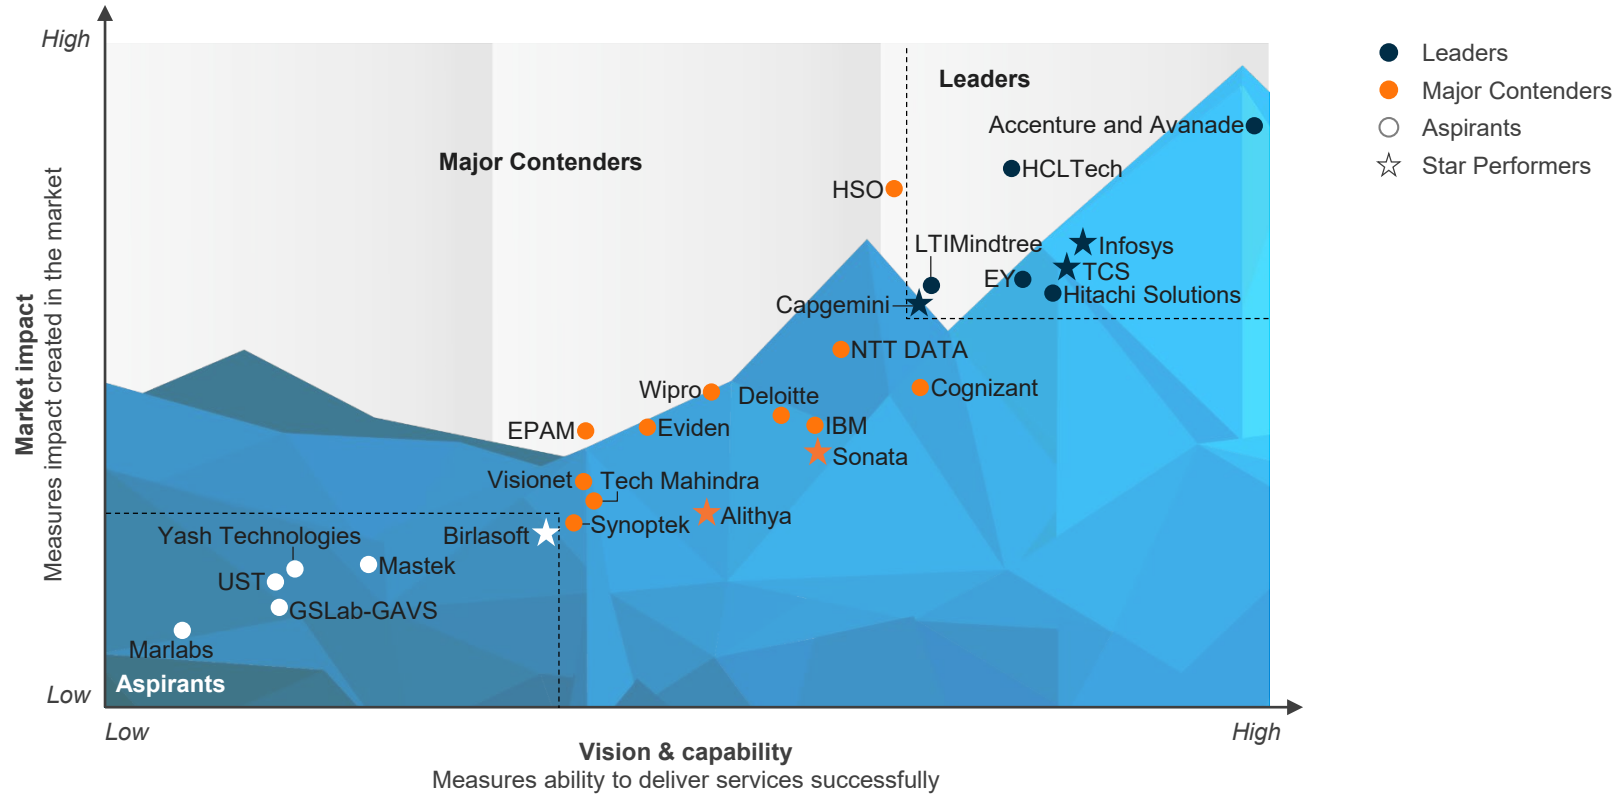 High
Leaders
Leaders
Major Contenders
Accenture and Avanade
Aspirants
Major Contenders
HCLTech
Star Performers
HSO
LTIMindtree
Infosys
TCS
EY
Hitachi Solutions
Capgemini
NTT DATA
Wipro
Deloitte
Cognizant
EPAM
Eviden
IBM
Sonata
Visionet
Tech Mahindra
Alithya
Synoptek
Birlasoft
Yash Technologies
Mastek
UST
GSLab-GAVS
Marlabs
Aspirants
Market impact
Measures impact created in the market
Low
Low
High
Vision & capability
Measures ability to deliver services successfully